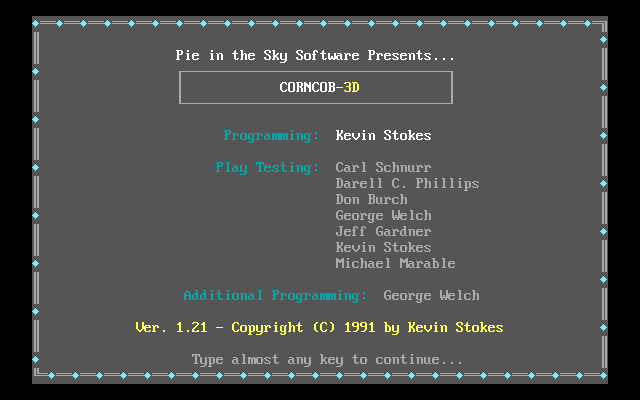 Pie in the Sky Software Presents...
CORNCOB-3D
Programming: Kevin Stokes
Play Testing: Carl Schnurr
Darell C. Phillips
Don Burch
George Welch
Jeff Gardner
Kevin Stokes
Michael Marable
Additional Programming: George Welch
Ver. 1.21 - Copyright (C) 1991 by Kevin Stokes
Type almost any key to continue...